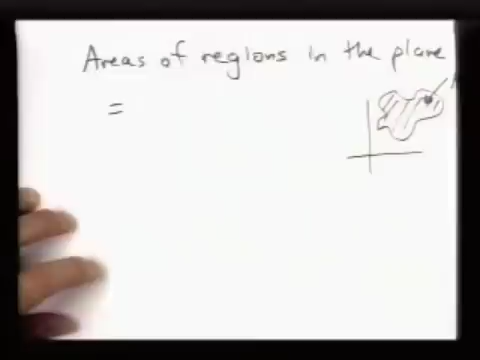 Areas of regions in the plane
=